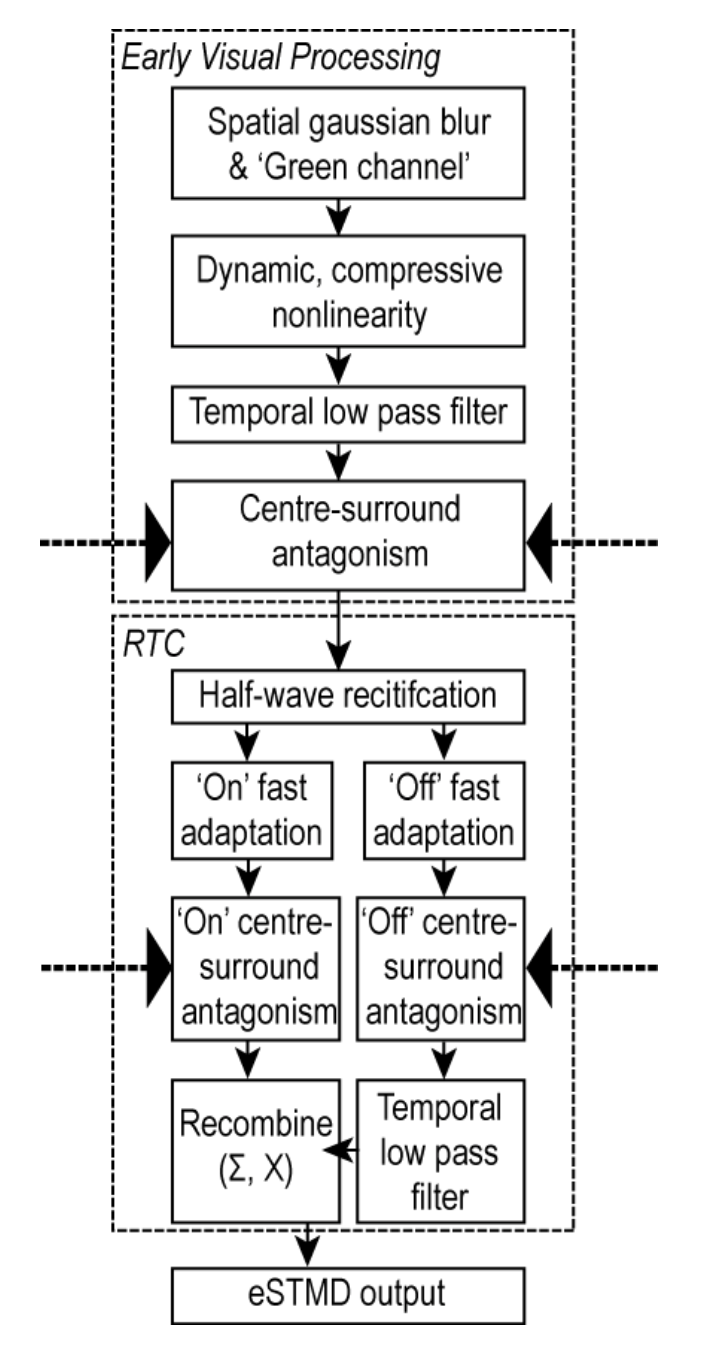 Early Visual Processing
Spatial gaussian blur
& ‘Green channel’
Dynamic, compressive
nonlinearity
Temporal low pass filter
Centre-surround
antagonism
RTC
Half-wave recitifcation
‘On’ fast
adaptation
‘Off’ fast
adaptation
‘On’ centre-
surround
antagonism
‘Off’ centre-
surround
antagonism
Recombine
(Σ, X)
Temporal
low pass
filter
eSTMD output